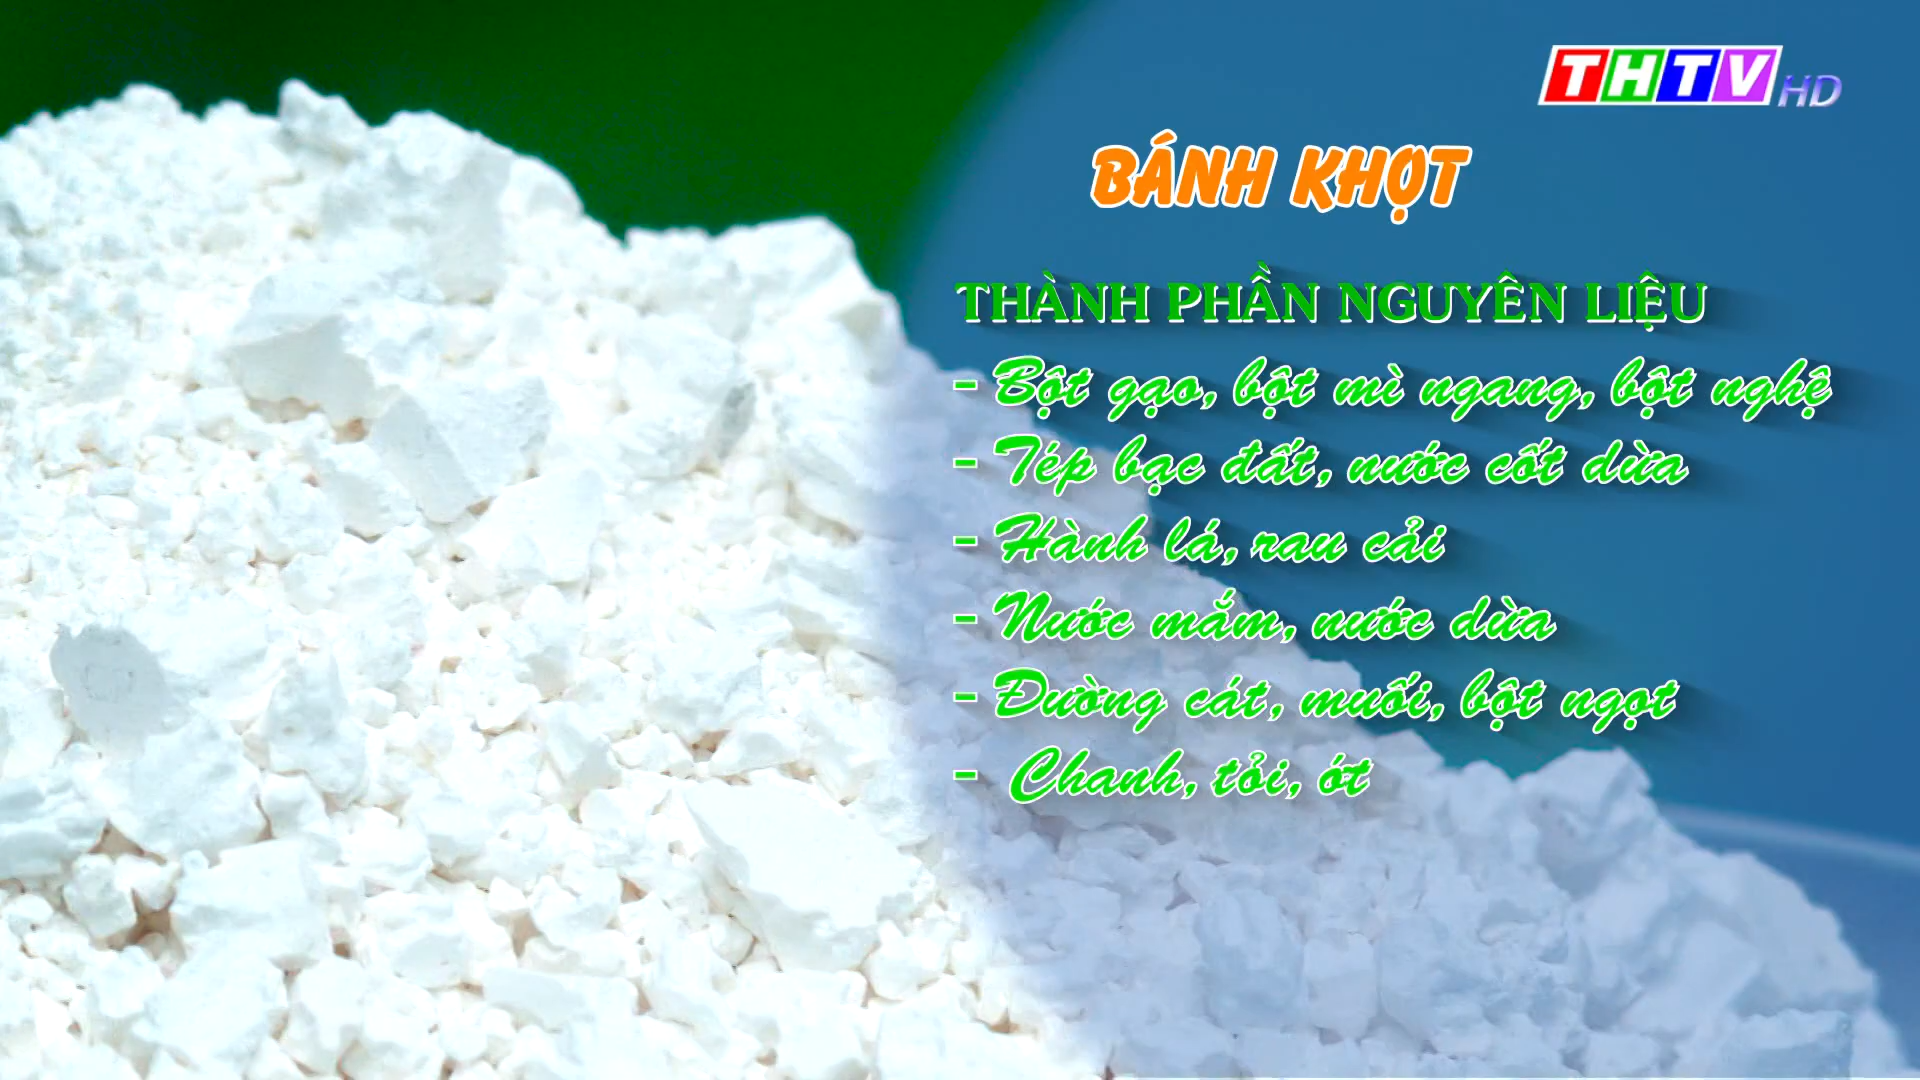 THTV HD
BÁNH KHỌT
THÀNH PHẦN NGUYÊN LIỆU
- Bột gạo, bột mì ngang, bột nghệ
- Tép bạc đất, nước cốt dừa
- Hành lá, rau cải
- Nước mắm, nước dừa
- Đường cát, muối, bột ngọt
- Chanh, tỏi, ớt